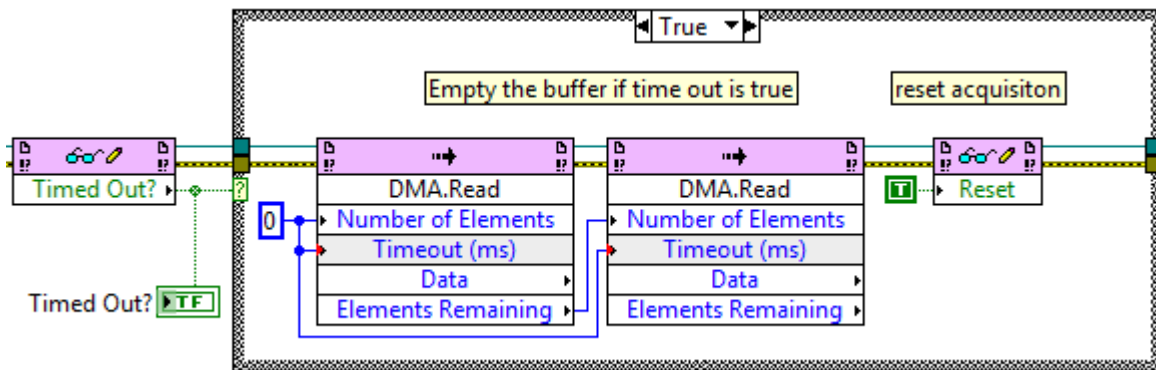 True
Empty the buffer if time out is true
reset acquisiton
Timed Out?
DMA.Read
DMA.Read
Reset
?
T
0
Number of Elements
Number of Elements
Timeout (ms)
Timeout (ms)
Data
Data
Timed Out?
TF
Elements Remaining
Elements Remaining